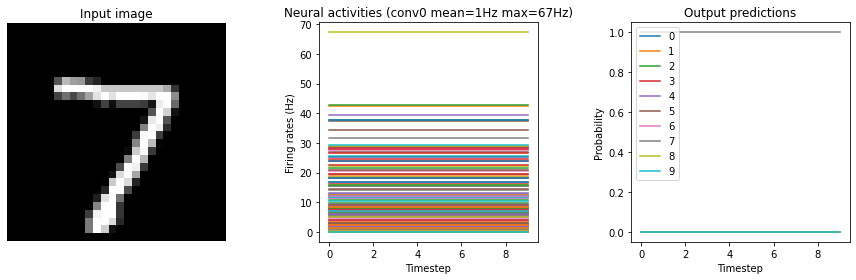 Input image
7
Neural activities (conv0 mean=1Hz max=67Hz)
Firing rates (Hz)
70
60
50
40
30
20
10
0
0 2 4 6 8
Timestep
Output predictions
Probability
1.0
0.8
0.6
0.4
0.2
0.0
0
1
2
3
4
5
6
7
8
9
0 2 4 6 8
Timestep